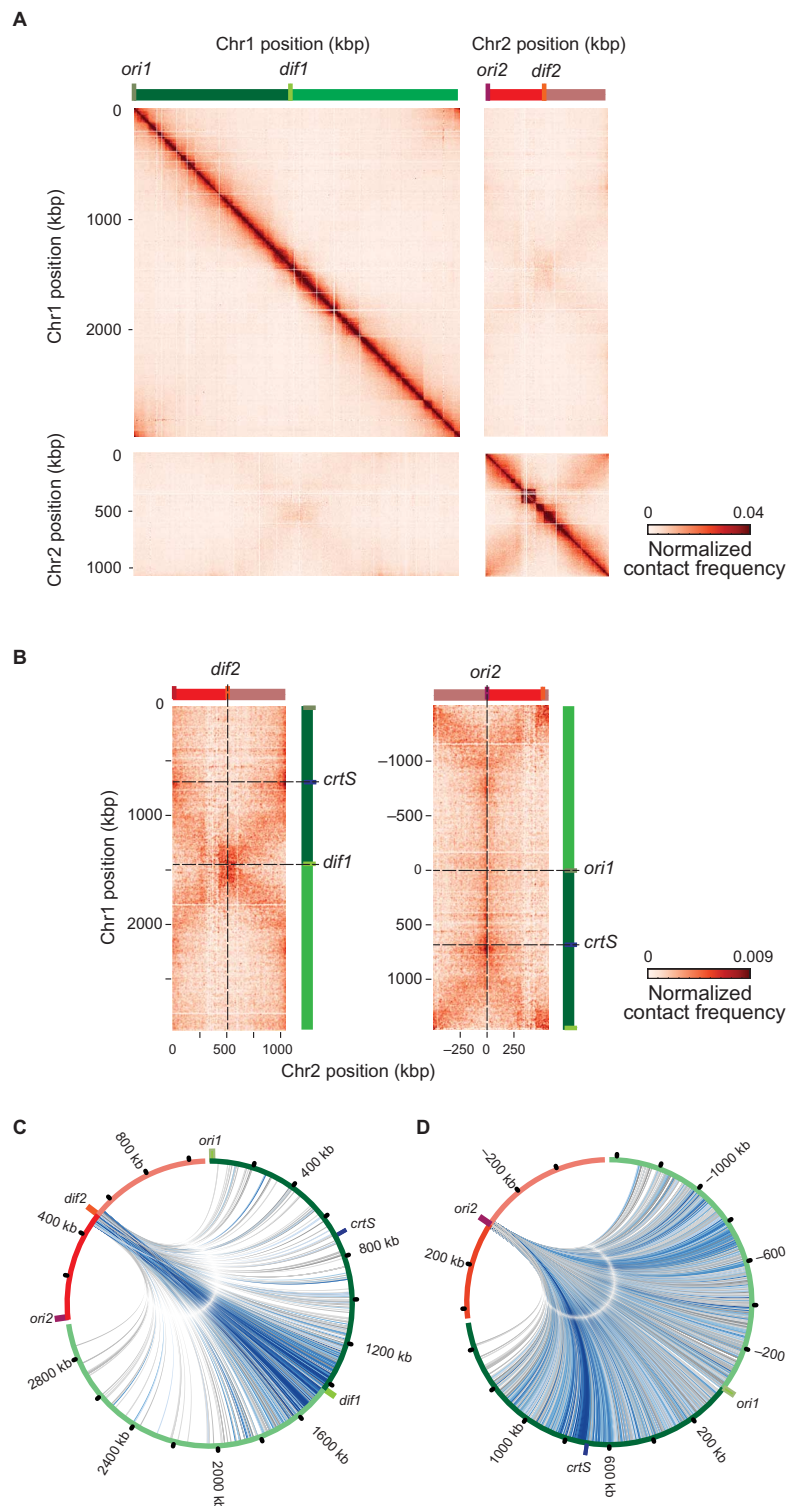 A
Chr1 position (kbp)
Chr2 position (kbp)
ori1
dif1
ori2
dif2
0
1000
2000
Chr1 position (kbp)
0
500
1000
Chr2 position (kbp)
0 0.04
Normalized
contact frequency
B
dif2
ori2
0
1000
2000
Chr1 position (kbp)
crtS
dif1
–1000
–500
0
500
1000
ori1
crtS
0 500 1000
–250 0 250
Chr2 position (kbp)
0 0.009
Normalized
contact frequency
C
ori1
400 kb
crtS
800 kb
1200 kb
dif1
1600 kb
2000 kb
2400 kb
2800 kb
ori2
400 kb
dif2
800 kb
D
–1000 kb
–600
–200
ori1
200 kb
600 kb
crtS
1000 kb
200 kb
ori2
–200 kb